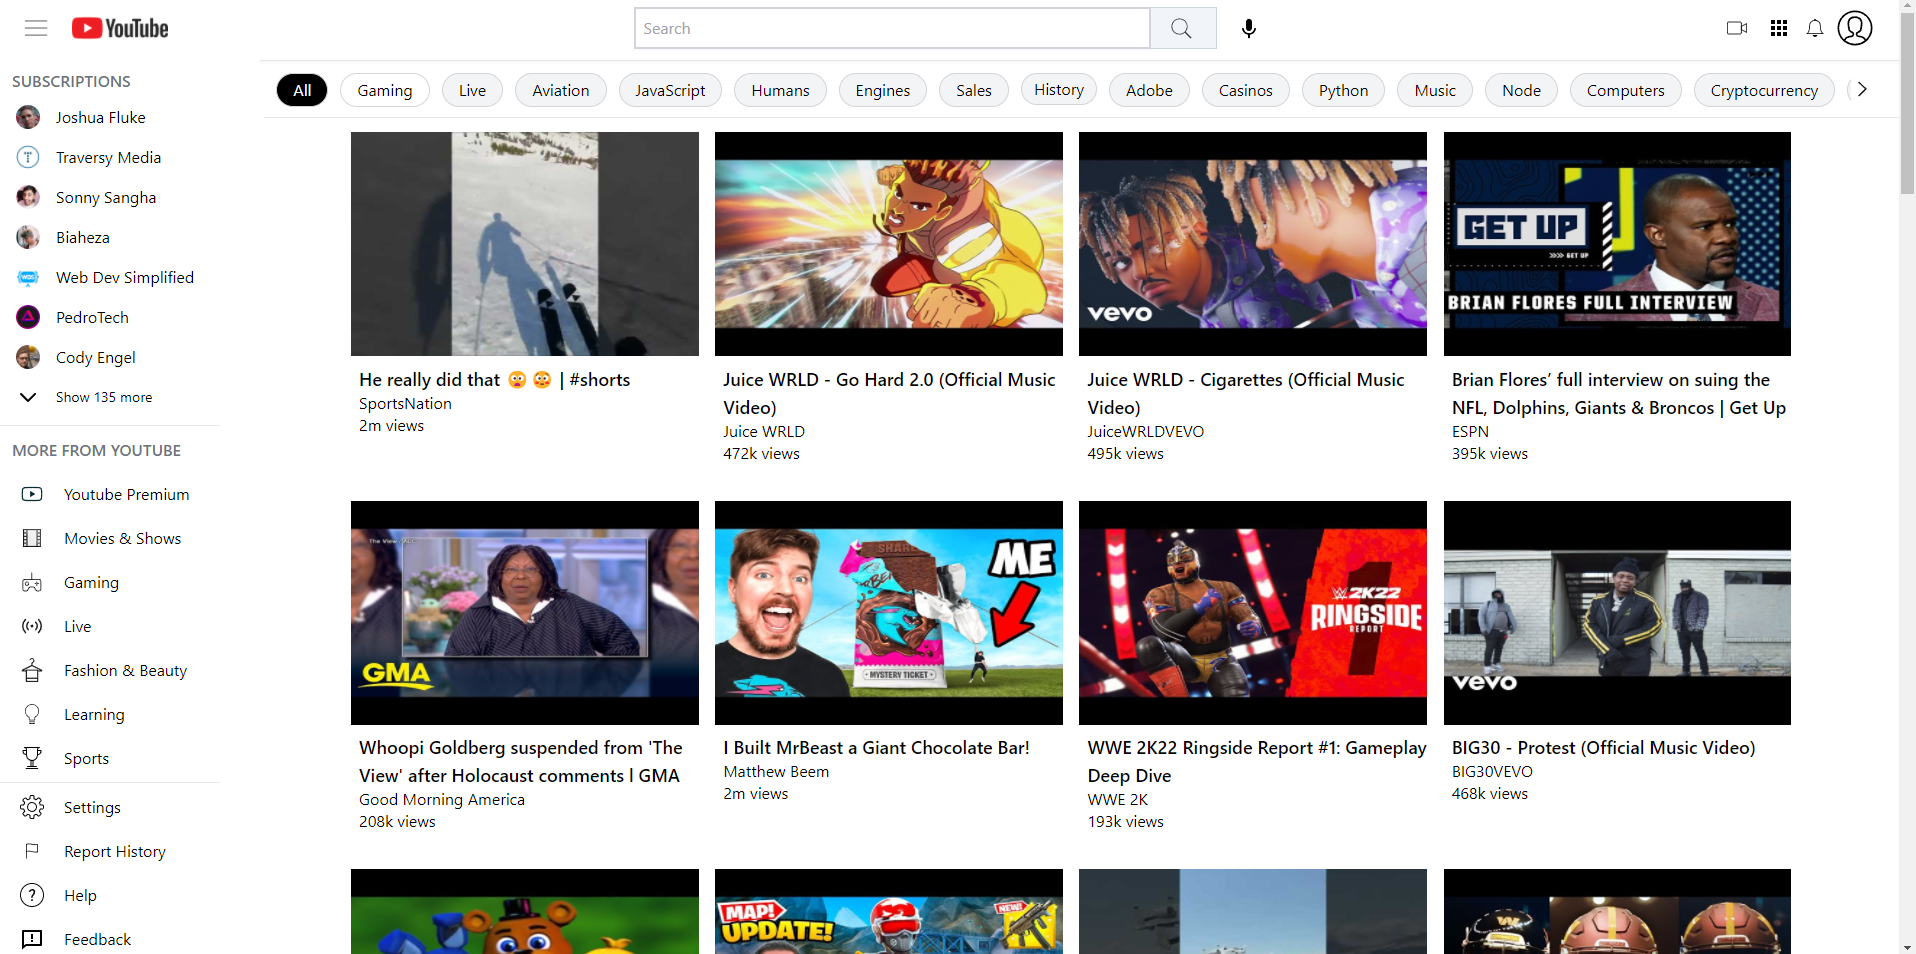 YouTube
Search
SUBSCRIPTIONS
Joshua Fluke
Traversy Media
Sonny Sangha
Biaheza
Web Dev Simplified
PedroTech
Cody Engel
Show 135 more
MORE FROM YOUTUBE
Youtube Premium
Movies & Shows
Gaming
Live
Fashion & Beauty
Learning
Sports
Settings
Report History
Help
Feedback
All Gaming Live Aviation JavaScript Humans Engines Sales History Adobe Casinos Python Music Node Computers Cryptocurrency
He really did that 😲 😳 | #shorts
SportsNation
2m views
Juice WRLD - Go Hard 2.0 (Official Music
Video)
Juice WRLD
472k views
vevo
Juice WRLD - Cigarettes (Official Music
Video)
JuiceWRLDVEVO
495k views
GET UP
GET UP
BRIAN FLORES FULL INTERVIEW
Brian Flores’ full interview on suing the
NFL, Dolphins, Giants & Broncos | Get Up
ESPN
395k views
The View / ABC
GMA
Whoopi Goldberg suspended from 'The
View' after Holocaust comments l GMA
Good Morning America
208k views
SHARE
ME
MYSTERY TICKET
I Built MrBeast a Giant Chocolate Bar!
Matthew Beem
2m views
1
W2K22
RINGSIDE
REPORT
WWE 2K22 Ringside Report #1: Gameplay
Deep Dive
WWE 2K
193k views
vevo
BIG30 - Protest (Official Music Video)
BIG30VEVO
468k views
MAP!
UPDATE!
NEW!
W